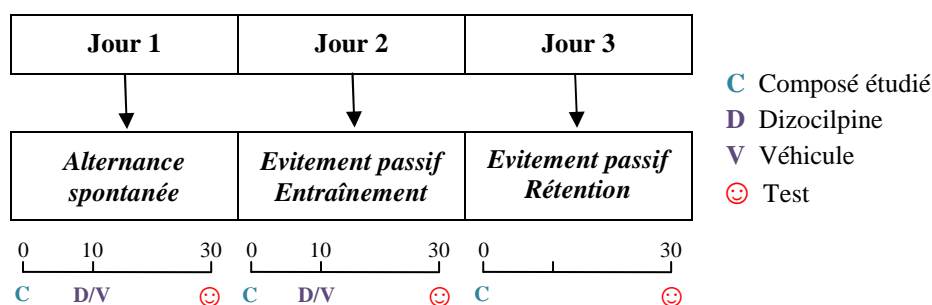 Jour 1
Jour 2
Jour 3
Alternance
spontanée
Evitement passif
Entraînement
Evitement passif
Rétention
C Composé étudié
D Dizocilpine
V Véhicule
Test
0 10 30
C D/V
0 10 30
C D/V
0 30
C